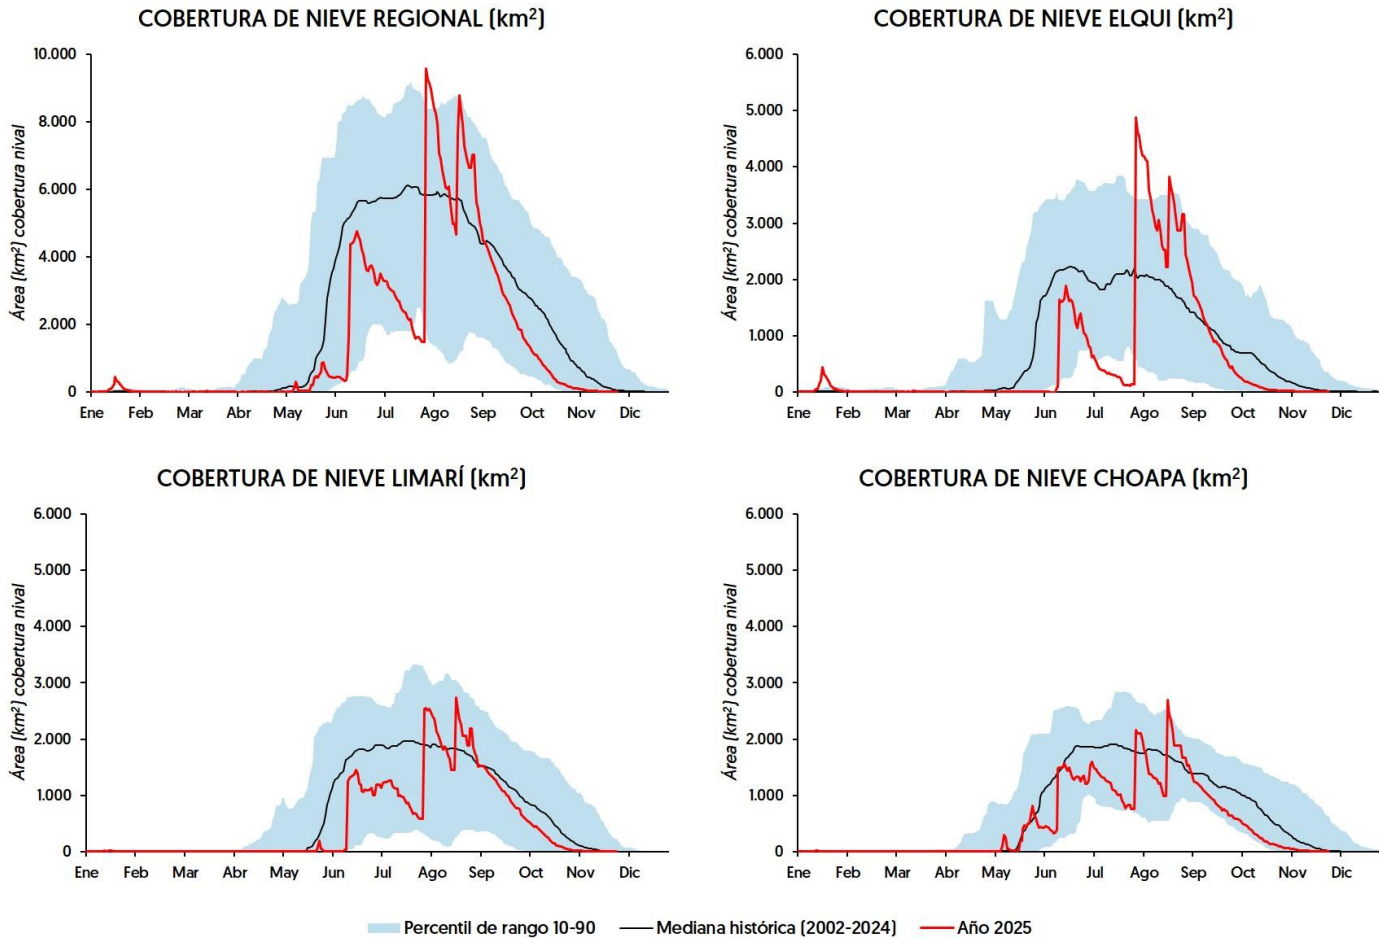 COBERTURA DE NIEVE REGIONAL (km²)
Área (km²) cobertura nival
10.000
8.000
6.000
4.000
2.000
0
Ene Feb Mar Abr May Jun Jul Ago Sep Oct Nov Dic
COBERTURA DE NIEVE ELQUI (km²)
Área (km²) cobertura nival
6.000
5.000
4.000
3.000
2.000
1.000
0
Ene Feb Mar Abr May Jun Jul Ago Sep Oct Nov Dic
COBERTURA DE NIEVE LIMARÍ (km²)
Área (km²) cobertura nival
6.000
5.000
4.000
3.000
2.000
1.000
0
Ene Feb Mar Abr May Jun Jul Ago Sep Oct Nov Dic
COBERTURA DE NIEVE CHOAPA (km²)
Área (km²) cobertura nival
6.000
5.000
4.000
3.000
2.000
1.000
0
Ene Feb Mar Abr May Jun Jul Ago Sep Oct Nov Dic
Percentil de rango 10-90 Mediana histórica (2002-2024) Año 2025